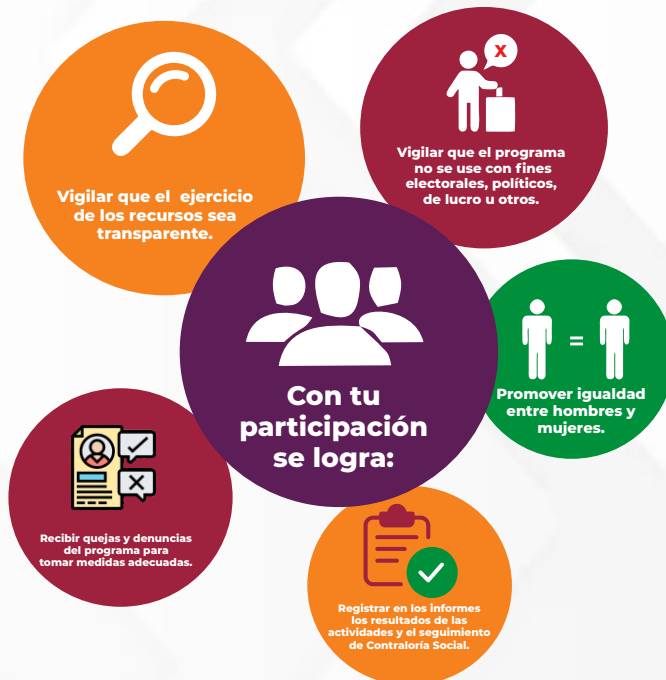 Vigilar que el ejercicio
de los recursos sea
transparente.
X
Vigilar que el programa
no se use con fines
electorales, políticos,
de lucro u otros.
Con tu
participación
se logra:
=
Promover igualdad
entre hombres y
mujeres.
Recibir quejas y denuncias
del programa para
tomar medidas adecuadas.
Registrar en los informes
los resultados de las
actividades y el seguimiento
de Contraloría Social.